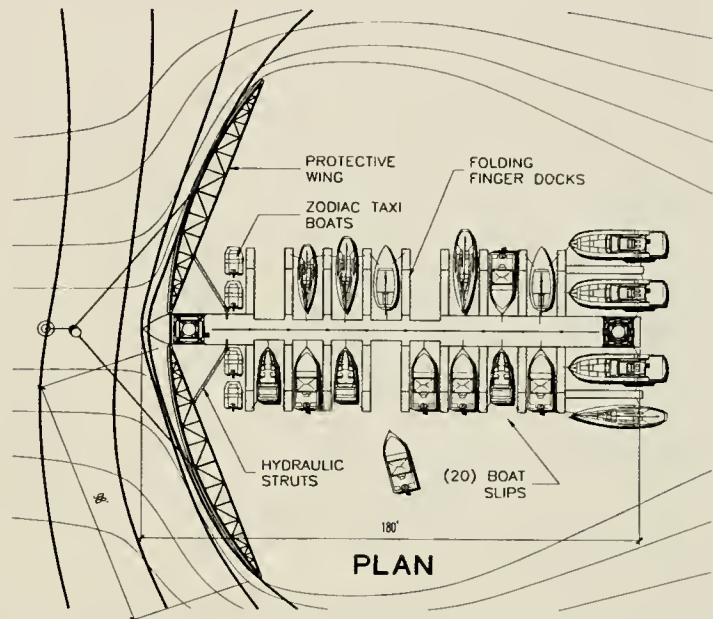 PROTECTIVE
WING
FOLDING
FINGER DOCKS
ZODIAC TAXI
BOATS
HYDRAULIC
STRUTS
(20) BOAT
SLIPS
180'
PLAN